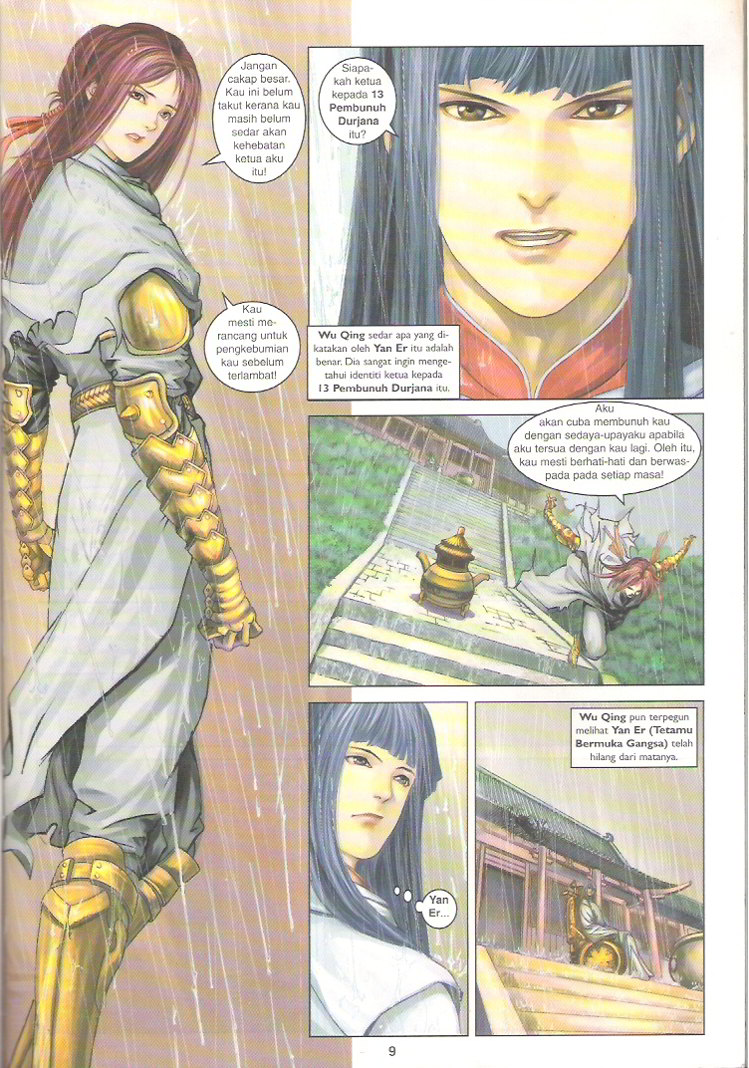 Jangan
cakap besar.
Kau ini belum
takut kerana kau
masih belum
sedar akan
kehebatan
ketua aku
itu!
Kau
mesti me-
rancang untuk
pengkebumian
kau sebelum
terlambat!
Siapa-
kah ketua
kepada 13
Pembunuh
Durjana
itu?
Wu Qing sedar apa yang di-
katakan oleh Yan Er itu adalah
benar. Dia sangat ingin menge-
tahui identiti ketua kepada
13 Pembunuh Durjana itu.
Aku
akan cuba membunuh kau
dengan sedaya-upayaku apabila
aku tersua dengan kau lagi. Oleh itu,
kau mesti berhati-hati dan berwas-
pada pada setiap masa!
Yan
Er...
Wu Qing pun terpegun
melihat Yan Er (Tetamu
Bermuka Gangsa) telah
hilang dari matanya.
9